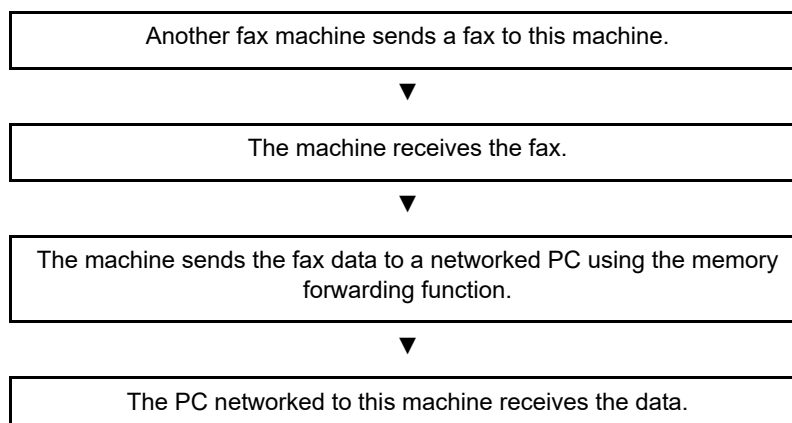 Another fax machine sends a fax to this machine.
▼
The machine receives the fax.
▼
The machine sends the fax data to a networked PC using the memory
forwarding function.
▼
The PC networked to this machine receives the data.